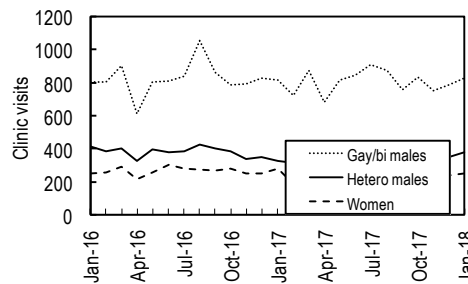 1200
1000
800
600
400
200
0
Clinic visits
Gay/bi males
Hetero males
Women
Jan-16
Apr-16
Jul-16
Oct-16
Jan-17
Apr-17
Jul-17
Oct-17
Jan-18